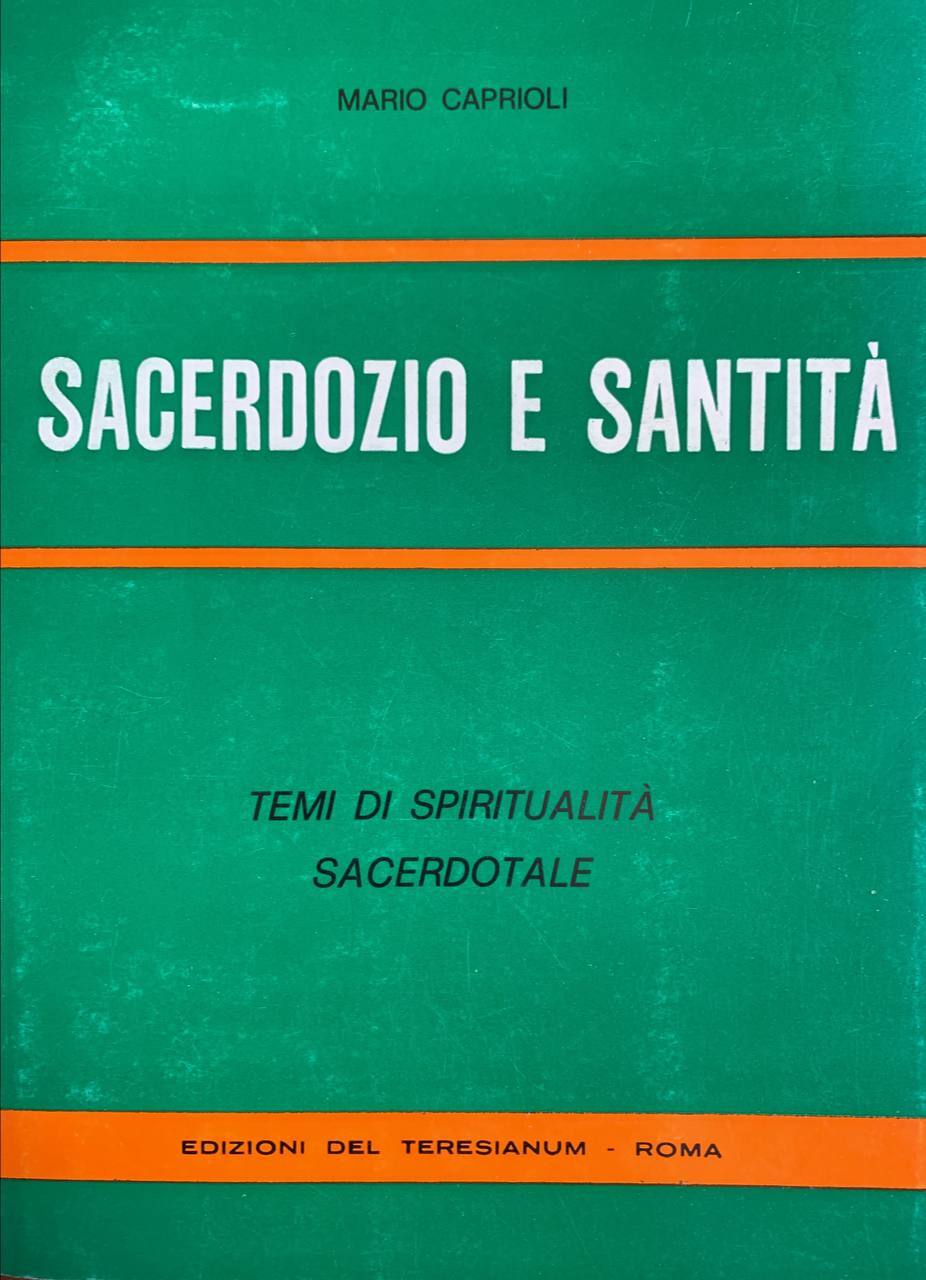 MARIO CAPRIOLI
SACERDOZIO E SANTITÀ
TEMI DI SPIRITUALITÀ
SACERDOTALE
EDIZIONI DEL TERESIANUM - ROMA